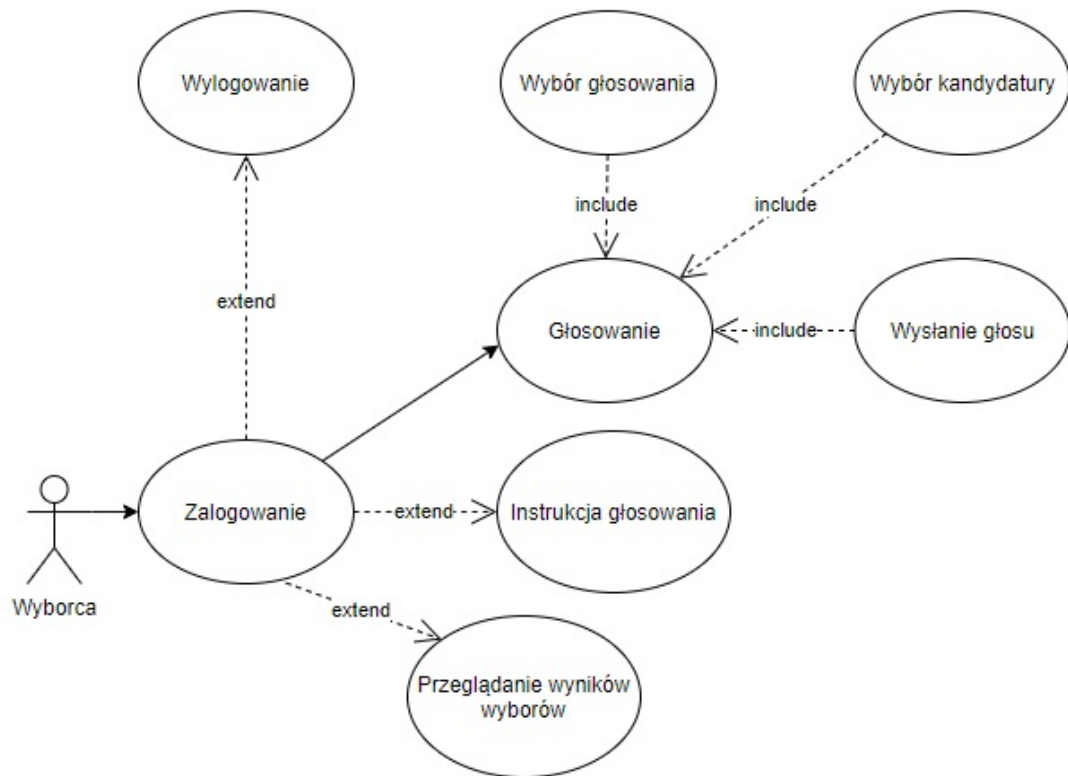 Wylogowanie
Wybór głosowania
Wybór kandydatury
include
include
extend
Głosowanie
include
Wysłanie głosu
Zalogowanie
extend
Instrukcja głosowania
Wyborca
extend
Przeglądanie wyników
wyborów